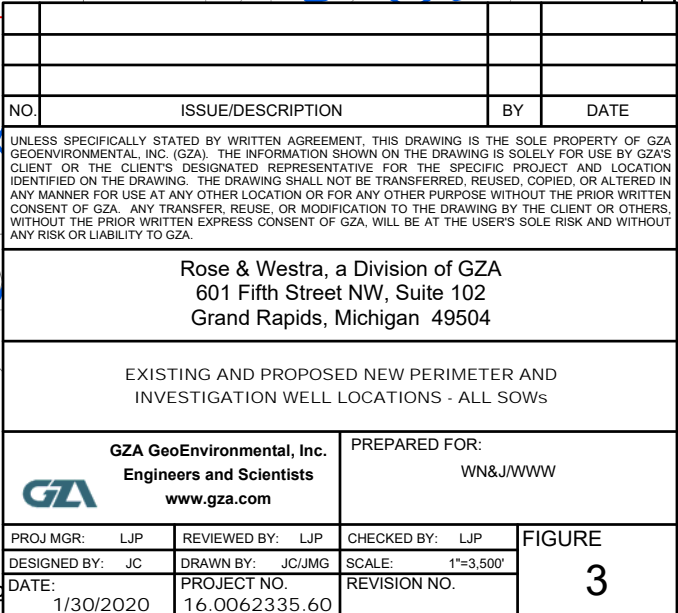 NO. ISSUE/DESCRIPTION BY DATE
UNLESS SPECIFICALLY STATED BY WRITTEN AGREEMENT, THIS DRAWING IS THE SOLE PROPERTY OF GZA
GEOENVIRONMENTAL, INC. (GZA). THE INFORMATION SHOWN ON THE DRAWING IS SOLELY FOR USE BY GZA'S
CLIENT OR THE CLIENT'S DESIGNATED REPRESENTATIVE FOR THE SPECIFIC PROJECT AND LOCATION
IDENTIFIED ON THE DRAWING. THE DRAWING SHALL NOT BE TRANSFERRED, REUSED, COPIED, OR ALTERED IN
ANY MANNER FOR USE AT ANY OTHER LOCATION OR FOR ANY OTHER PURPOSE WITHOUT THE PRIOR WRITTEN
CONSENT OF GZA. ANY TRANSFER, REUSE, OR MODIFICATION TO THE DRAWING BY THE CLIENT OR OTHERS,
WITHOUT THE PRIOR WRITTEN EXPRESS CONSENT OF GZA, WILL BE AT THE USER'S SOLE RISK AND WITHOUT
ANY RISK OR LIABILITY TO GZA.
Rose & Westra, a Division of GZA
601 Fifth Street NW, Suite 102
Grand Rapids, Michigan 49504
EXISTING AND PROPOSED NEW PERIMETER AND
INVESTIGATION WELL LOCATIONS - ALL SOWs
GZA GeoEnvironmental, Inc.
Engineers and Scientists
www.gza.com
GZA
PREPARED FOR:
WN&J/WWW
PROJ MGR: LJP REVIEWED BY: LJP CHECKED BY: LJP
DESIGNED BY: JC DRAWN BY: JC/JMG SCALE: 1"=3,500'
DATE: PROJECT NO. REVISION NO.
1/30/2020 16.0062335.60
FIGURE
3